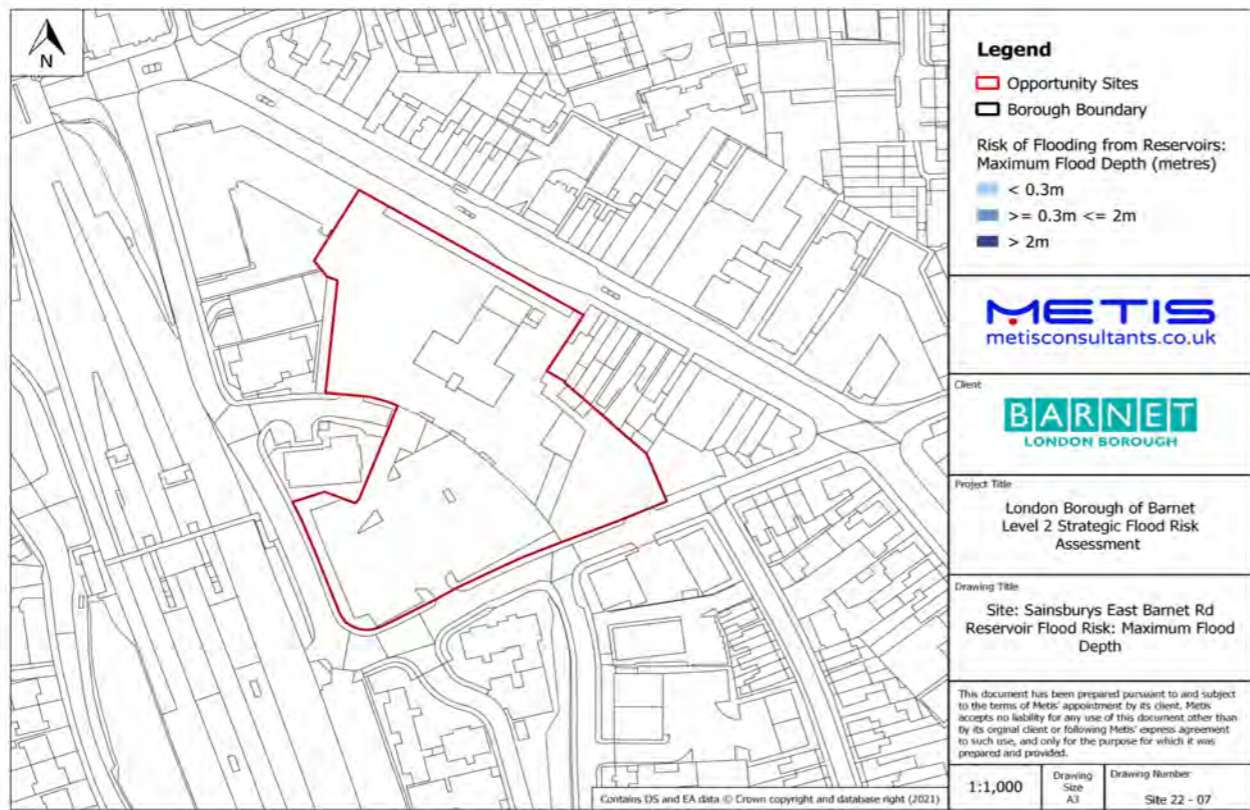 N
Legend
Opportunity Sites
Borough Boundary
Risk of Flooding from Reservoirs:
Maximum Flood Depth (metres)
< 0.3m
>= 0.3m <= 2m
> 2m
METIS
metisconsultants.co.uk
Client
BARNET
LONDON BOROUGH
Project Title
London Borough of Barnet
Level 2 Strategic Flood Risk
Assessment
Drawing Title
Site: Sainsburys East Barnet Rd
Reservoir Flood Risk: Maximum Flood
Depth
This document has been prepared pursuant to and subject
to the terms of Metis' appointment by its client. Metis
accepts no liability for any use of this document other than
by its orginal client or following Metis' express agreement
to such use, and only for the purpose for which it was
prepared and provided.
1:1,000
Drawing
Size
A3
Drawing Number
Site 22 - 07
Contains OS and EA data © Crown copyright and database right (2021)